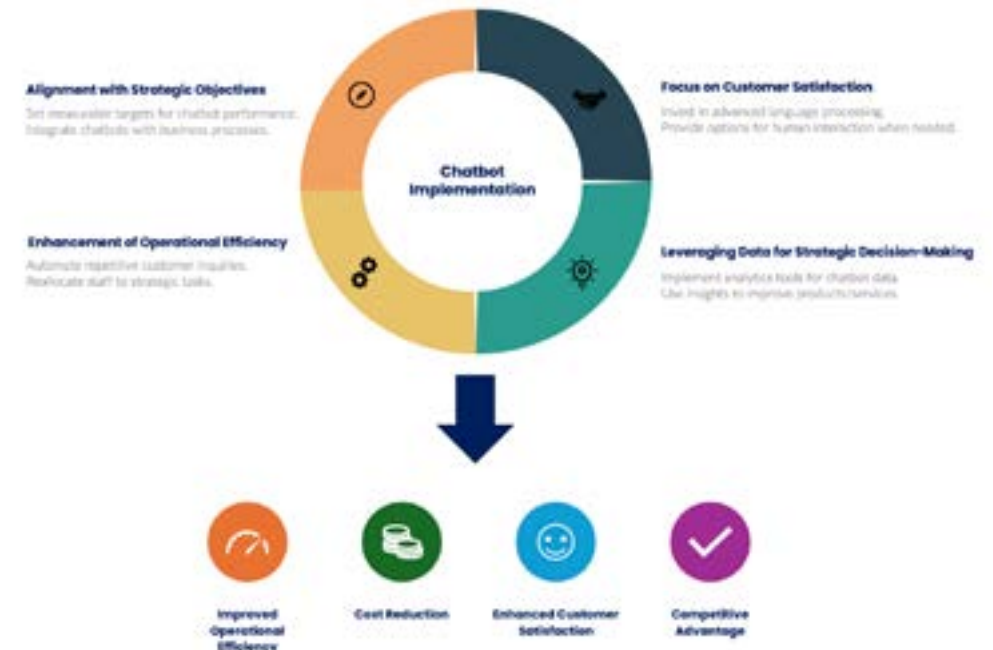 Alignment with Strategic Objectives
Set measurable targets for chatbot performance.
Integrate chatbots with business processes.
Focus on Customer Satisfaction
Invest in advanced language processing.
Provide options for human interaction when needed.
Chatbot
Implementation
Enhancement of Operational Efficiency
Automate repetitive customer inquiries.
Reallocate staff to strategic tasks.
Leveraging Data for Strategic Decision-Making
Implement analytics tools for chatbot data.
Use insights to improve products/services.
Improved
Operational
Efficiency
Cost Reduction
Enhanced Customer
Satisfaction
Competitive
Advantage